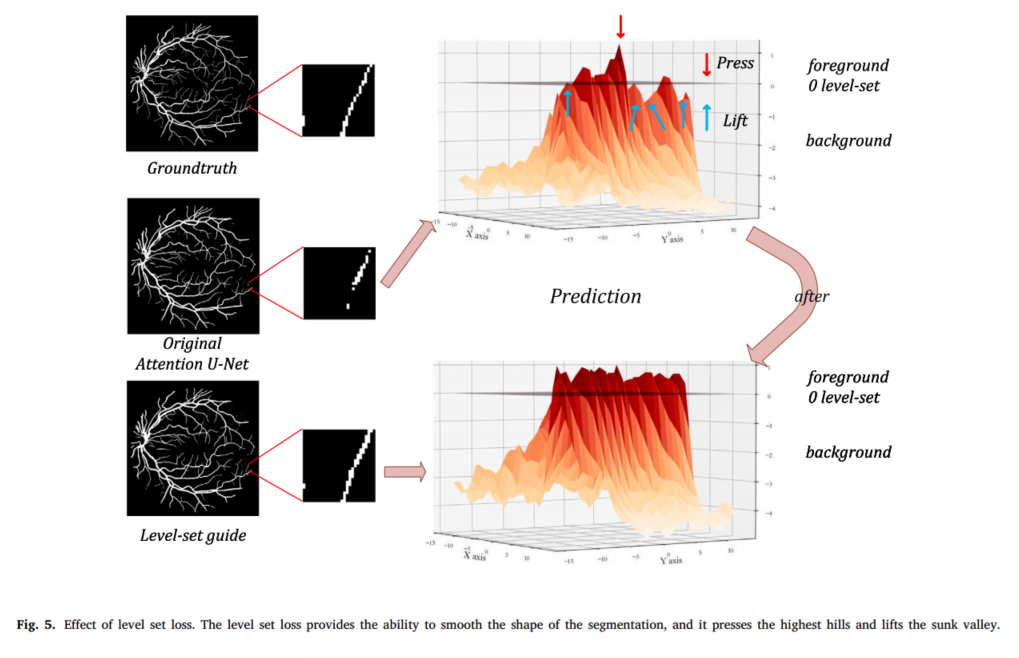 Groundtruth
Original
Attention U-Net
Level-set guide
Press
Lift
foreground
0 level-set
background
1
0
-1
-2
-3
-4
-15
-10
-5
0
5
10
X axis
-15
-10
-5
0
5
10
Y axis
Prediction
after
foreground
0 level-set
background
0
-1
-2
-3
-4
-15
-10
-5
0
5
10
X axis
-15
-10
-5
0
5
10
Y axis
Fig. 5. Effect of level set loss. The level set loss provides the ability to smooth the shape of the segmentation, and it presses the highest hills and lifts the sunk valley.